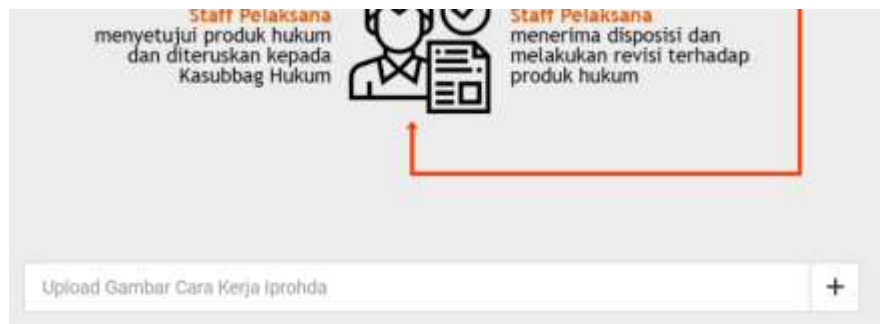 Staff Pelaksana
menyetujui produk hukum
dan diteruskan kepada
Kasubbag Hukum
Staff Pelaksana
menerima disposisi dan
melakukan revisi terhadap
produk hukum
Upload Gambar Cara Kerja Iprohda
+